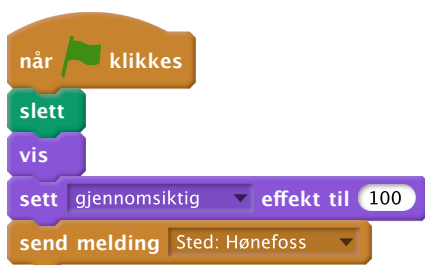 når klikkes
slett
vis
sett gjennomsiktig effekt til 100
send melding Sted: Hønefoss